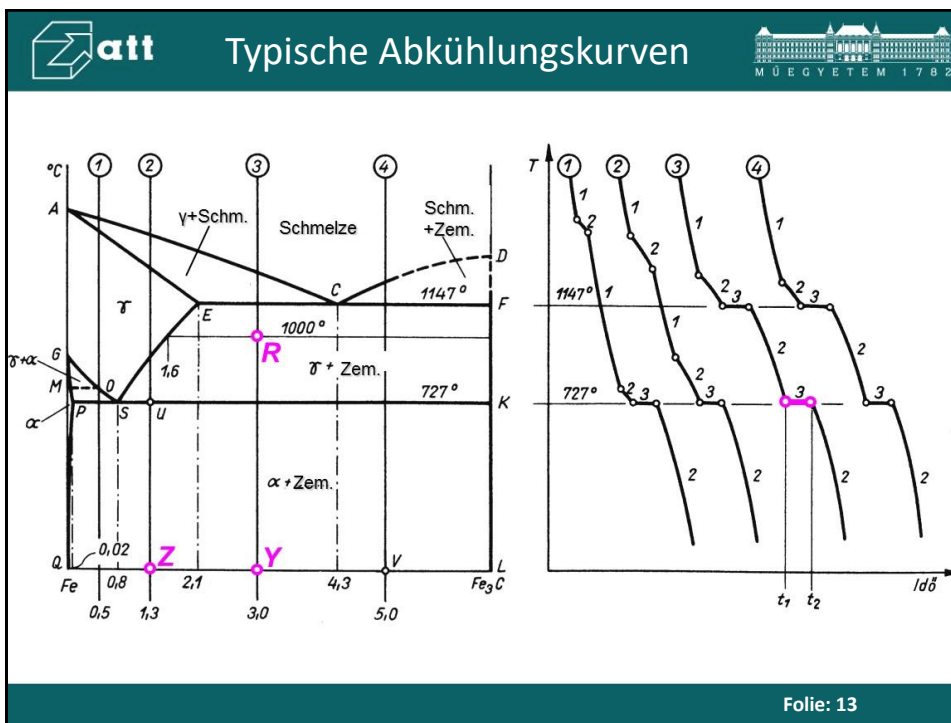 att
Typische Abkühlungskurven
MŰEGYETEM 1782
°C
1
2
3
4
A
γ+Schm.
Schmelze
Schm.
+Zem.
D
C
1147°
F
E
γ
1000°
R
G
γ+α
M
O
1,6
γ + Zem.
727°
P
S
U
K
α
α + Zem.
0,02
Z
Y
V
Q
L
Fe
0,8
2,1
4,3
Fe₃C
0,5
1,3
3,0
5,0
T
1
2
3
4
1
1
1
1
2
2
2
2
3
3
1147°
1
1
2
2
2
727°
2
3
3
3
3
2
2
2
2
t₁
t₂
Idő
Folie: 13